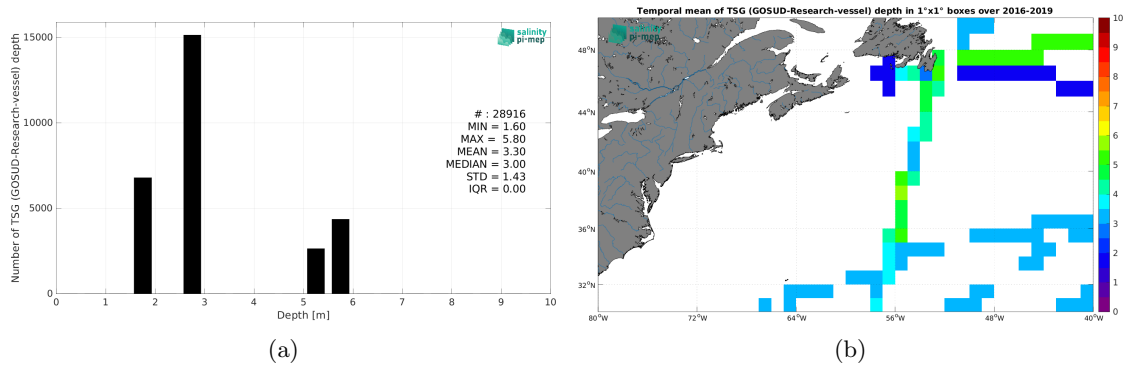 Number of TSG (GOSUD-Research-vessel) depth
15000
10000
5000
0
salinity
pi-mep
# : 28916
MIN = 1.60
MAX = 5.80
MEAN = 3.30
MEDIAN = 3.00
STD = 1.43
IQR = 0.00
0 1 2 3 4 5 6 7 8 9 10
Depth [m]
(a)
Temporal mean of TSG (GOSUD-Research-vessel) depth in 1°x1° boxes over 2016-2019
salinity
pi-mep
48°N
44°N
40°N
36°N
32°N
80°W 72°W 64°W 56°W 48°W 40°W
10
9
8
7
6
5
4
3
2
1
0
(b)